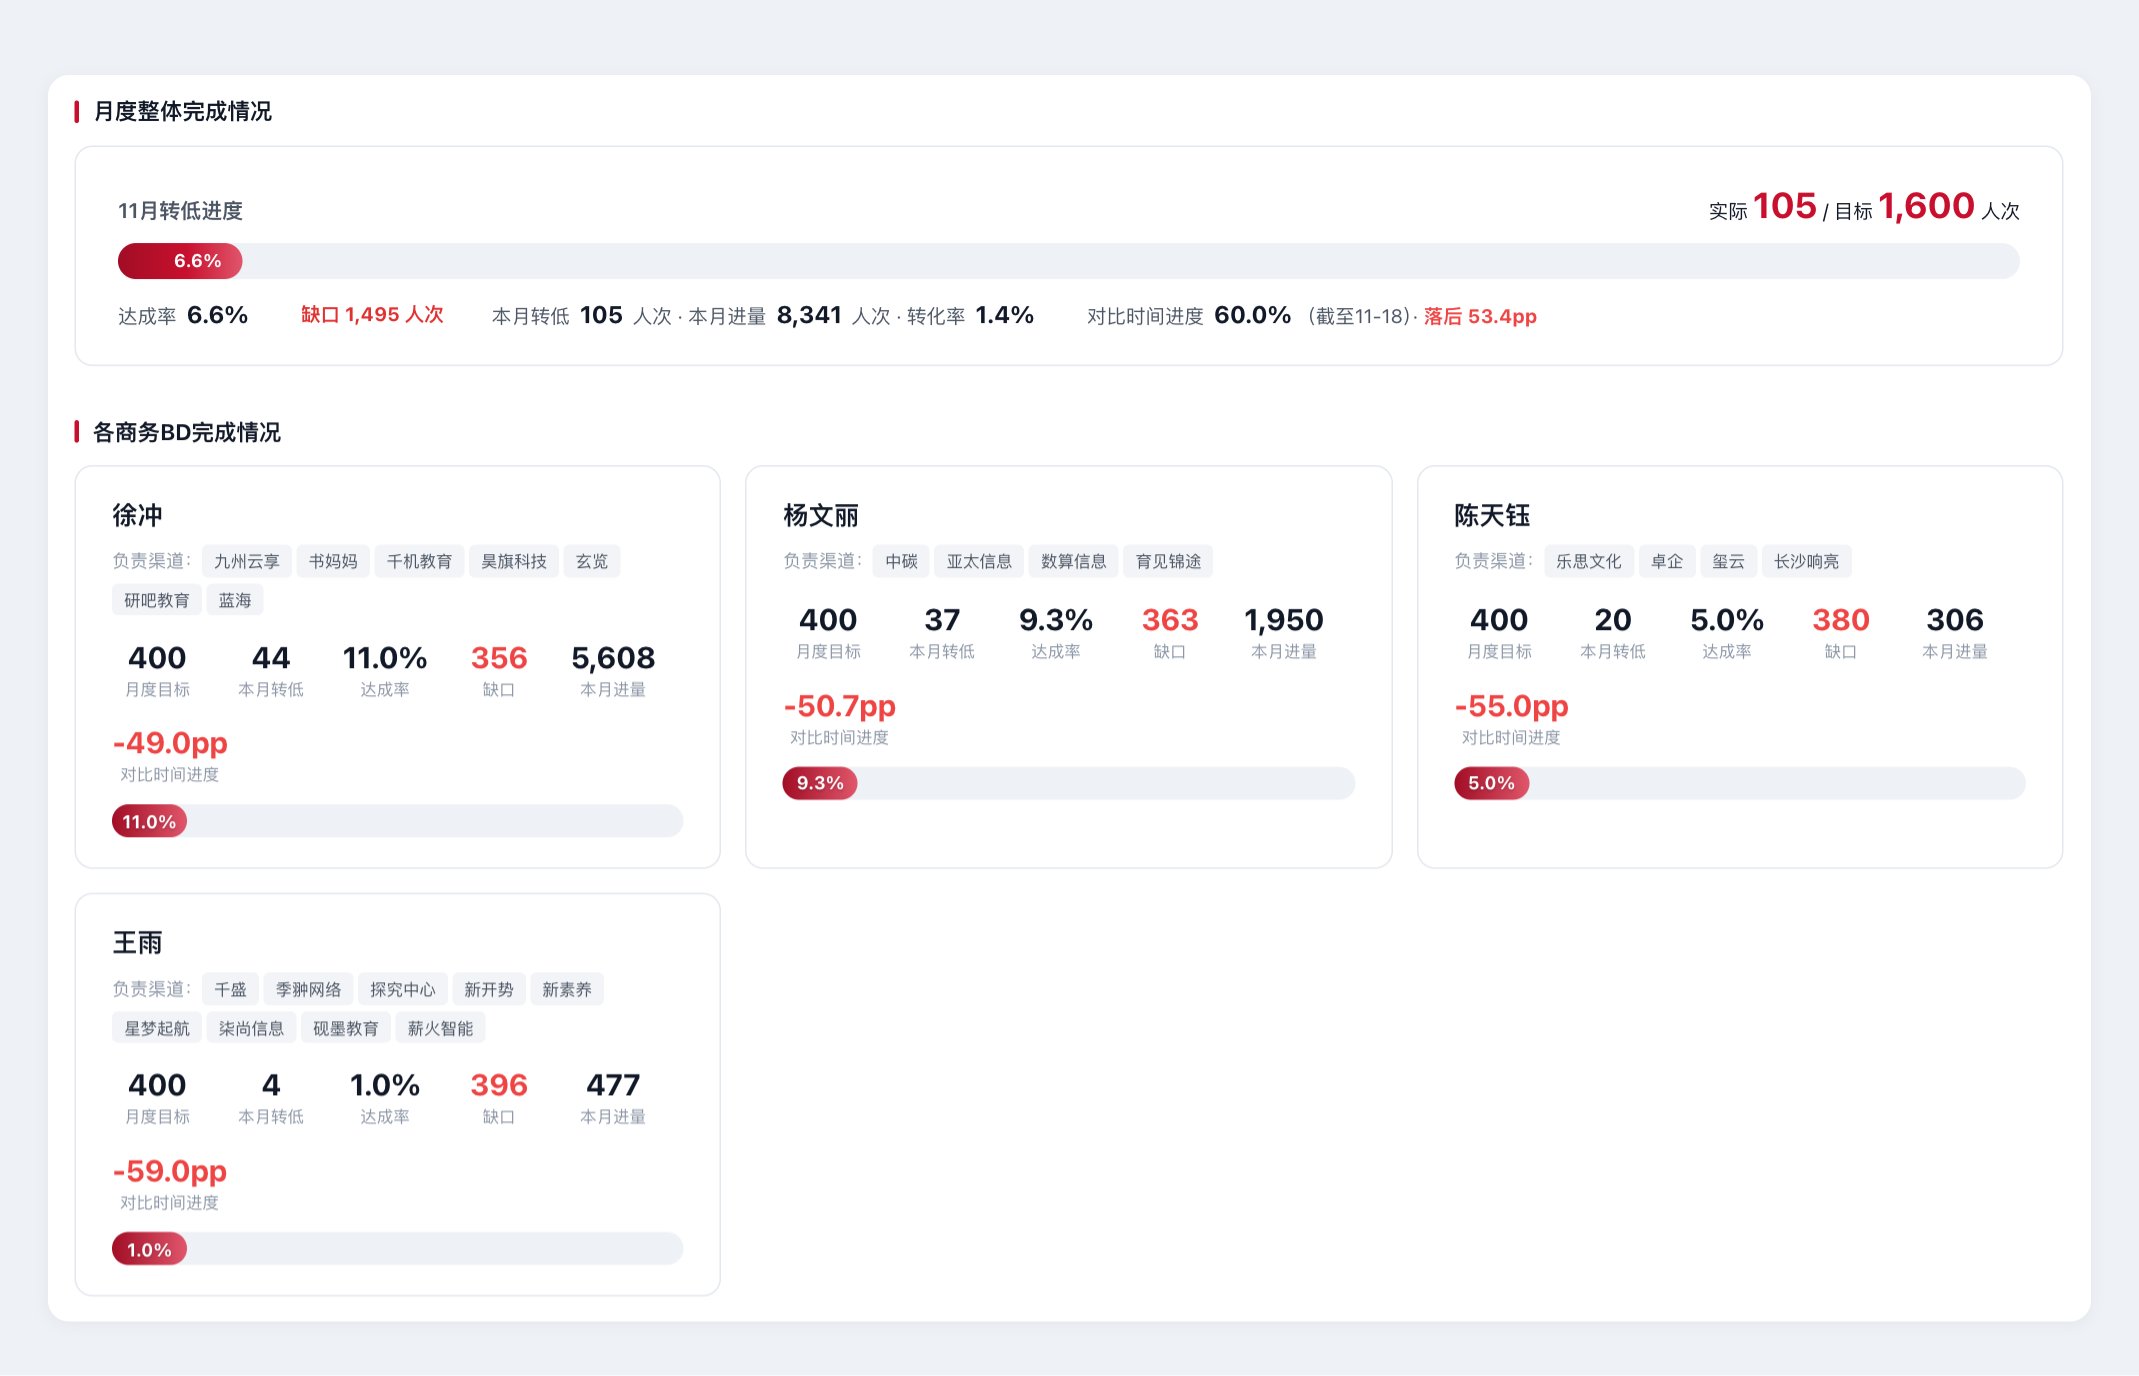 月度整体完成情况
11月转低进度
实际 105 / 目标 1,600 人次
6.6%
达成率 6.6% 缺口 1,495 人次 本月转低 105 人次 · 本月进量 8,341 人次 · 转化率 1.4% 对比时间进度 60.0% （截至11-18）· 落后 53.4pp
各商务BD完成情况
徐冲
负责渠道： 九州云享 书妈妈 千机教育 昊旗科技 玄览
研吧教育 蓝海
400 44 11.0% 356 5,608
月度目标 本月转低 达成率 缺口 本月进量
-49.0pp
对比时间进度
11.0%
杨文丽
负责渠道： 中碳 亚太信息 数算信息 育见锦途
400 37 9.3% 363 1,950
月度目标 本月转低 达成率 缺口 本月进量
-50.7pp
对比时间进度
9.3%
陈天钰
负责渠道： 乐思文化 卓企 玺云 长沙响亮
400 20 5.0% 380 306
月度目标 本月转低 达成率 缺口 本月进量
-55.0pp
对比时间进度
5.0%
王雨
负责渠道： 千盛 季翀网络 探究中心 新开势 新素养
星梦起航 柒尚信息 砚墨教育 薪火智能
400 4 1.0% 396 477
月度目标 本月转低 达成率 缺口 本月进量
-59.0pp
对比时间进度
1.0%